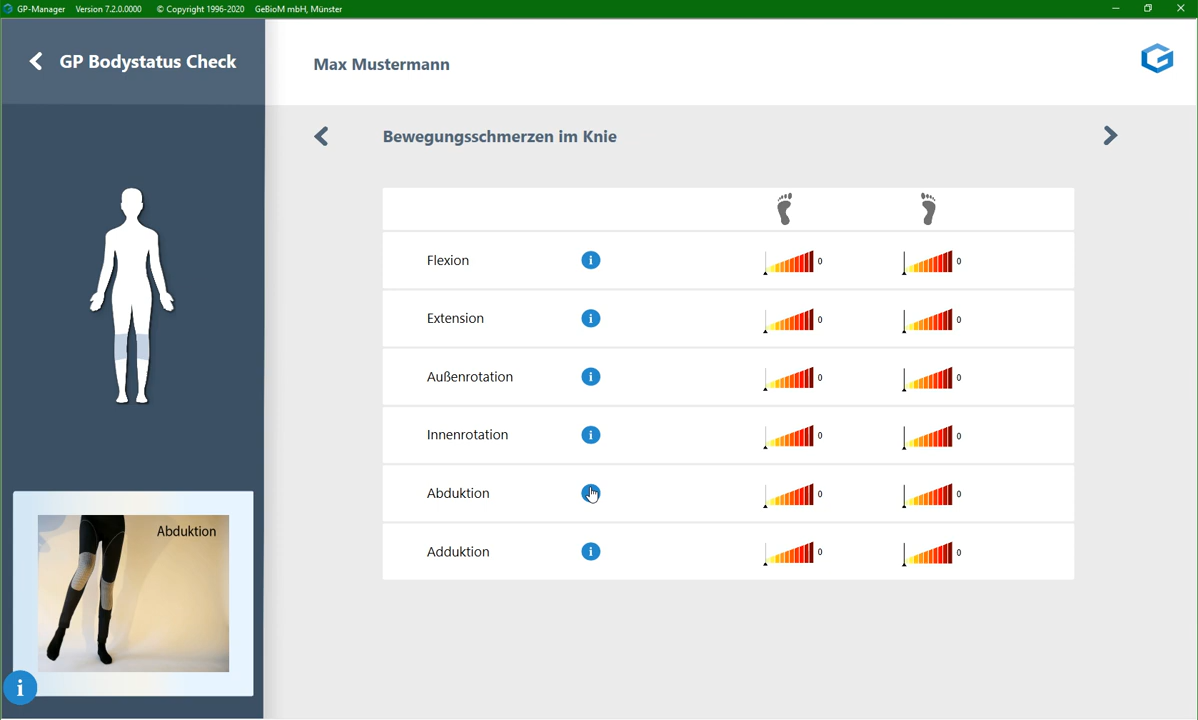 GP-Manager Version 7.2.0.0000 © Copyright 1996-2020 GeBioM mbH, Münster
GP Bodystatus Check
Max Mustermann
Bewegungsschmerzen im Knie
Flexion i 0 0
Extension i 0 0
Außenrotation i 0 0
Innenrotation i 0 0
Abduktion 0 0
Adduktion i 0 0
Abduktion
i